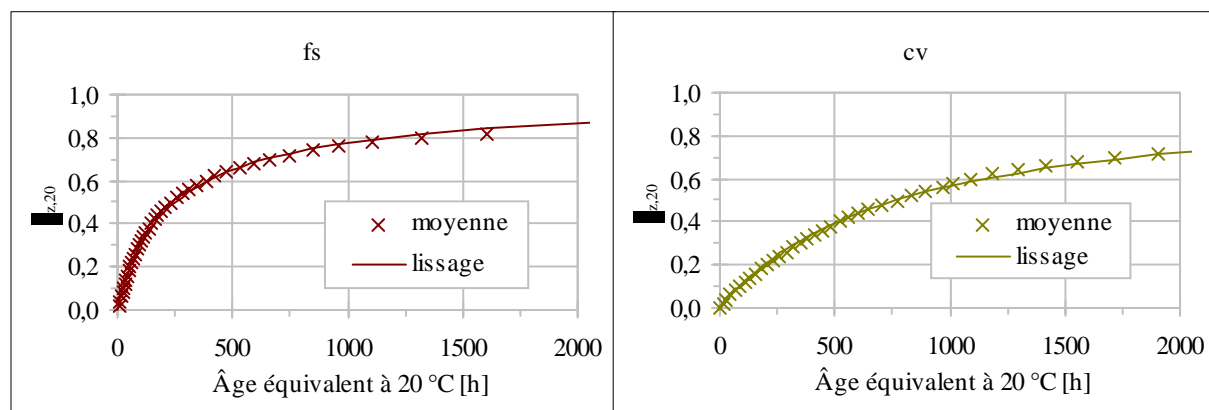 fs
1,0
0,8
0,6
0,4
0,2
0,0
z,20
moyenne
lissage
0 500 1000 1500 2000
Âge équivalent à 20 °C [h]
cv
1,0
0,8
0,6
0,4
0,2
0,0
z,20
moyenne
lissage
0 500 1000 1500 2000
Âge équivalent à 20 °C [h]